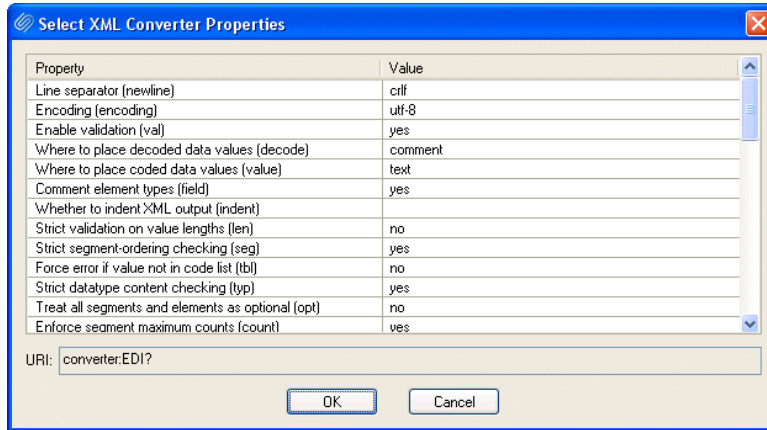 Select XML Converter Properties
Property Value
Line separator (newline) crlf
Encoding (encoding) utf-8
Enable validation (val) yes
Where to place decoded data values (decode) comment
Where to place coded data values (value) text
Comment element types (field) yes
Whether to indent XML output (indent)
Strict validation on value lengths (len) no
Strict segment-ordering checking (seg) yes
Force error if value not in code list (tbl) no
Strict datatype content checking (typ) yes
Treat all segments and elements as optional (opt) no
Enforce segment maximum counts (count) yes
URI: converter:EDI?
OK Cancel